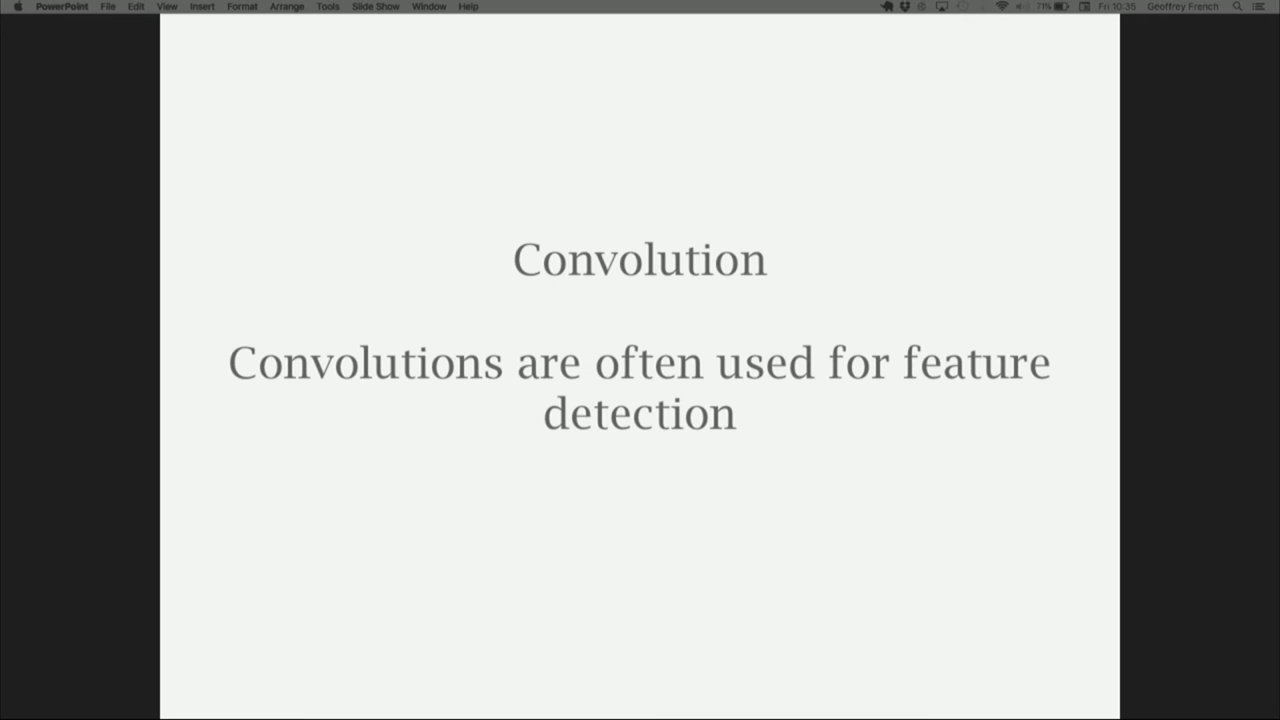 PowerPoint File Edit View Insert Format Arrange Tools Slide Show Window Help 71% Fri 10:35 Geoffrey French
Convolution
Convolutions are often used for feature
detection